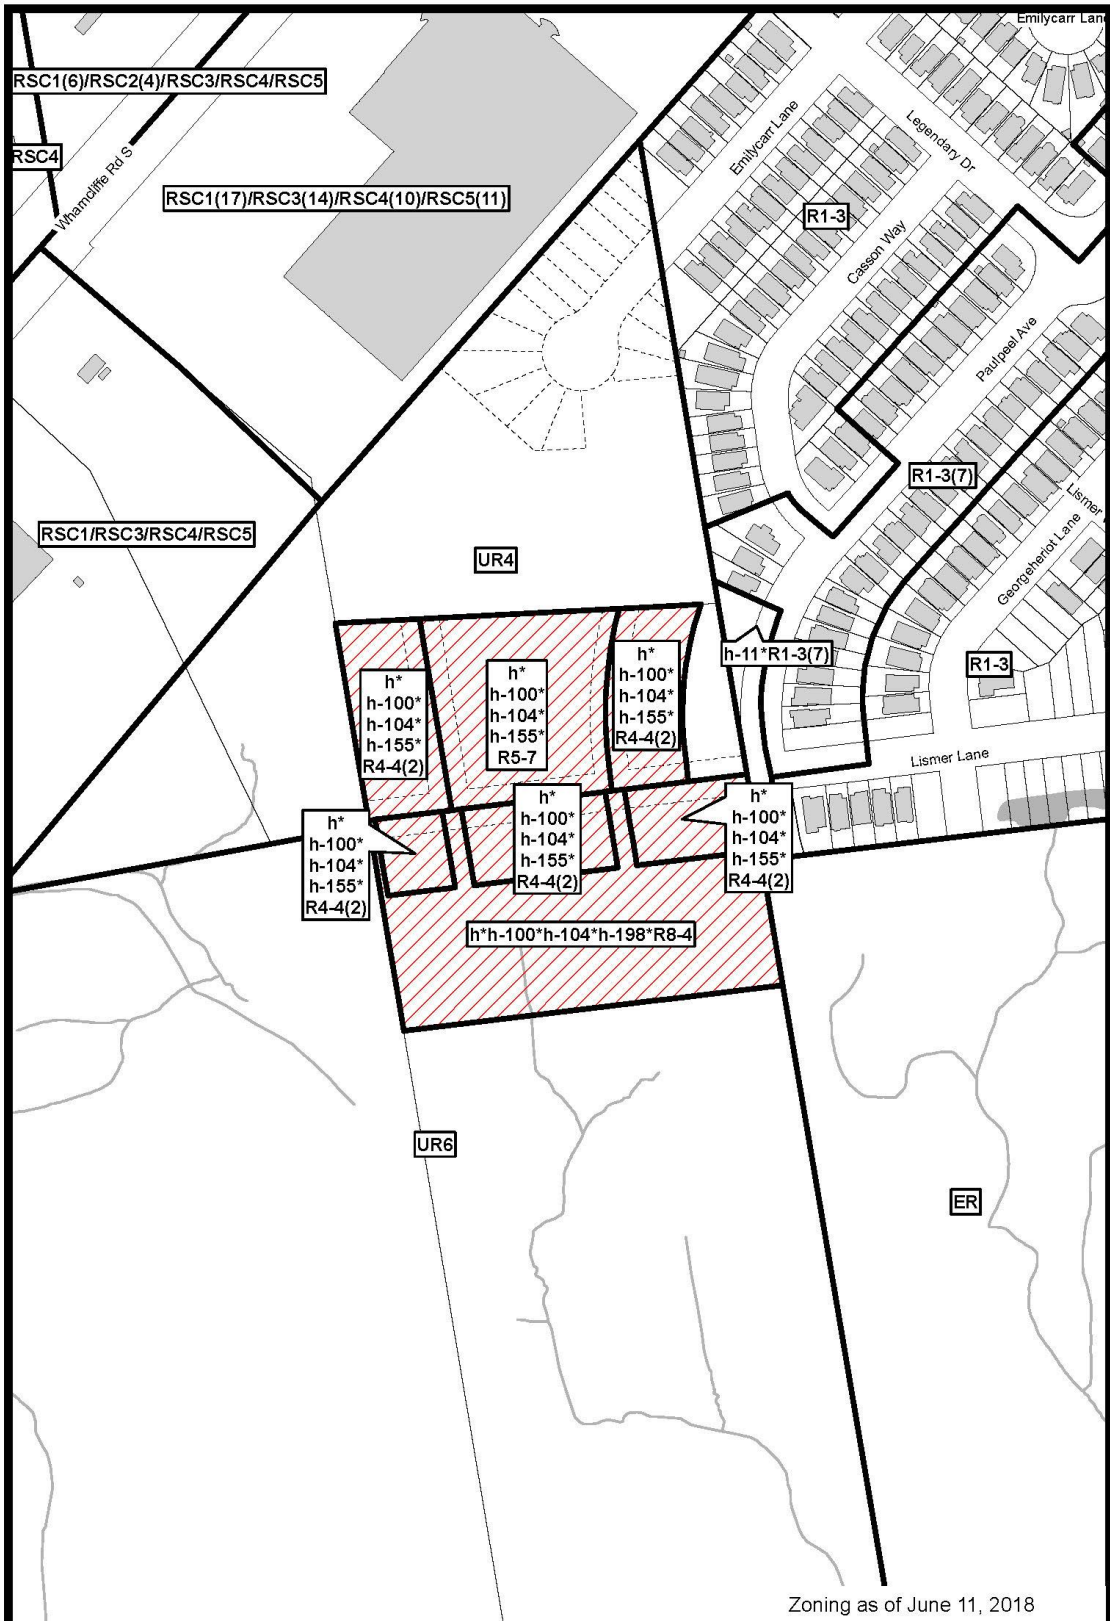 Emilycarr Lane
RSC1(6)/RSC2(4)/RSC3/RSC4/RSC5
RSC4
Wharncliffe Rd S
RSC1(17)/RSC3(14)/RSC4(10)/RSC5(11)
Emilycarr Lane
Legendary Dr
R1-3
Casson Way
Paulpeel Ave
R1-3(7)
Lismer
Georgeheriot Lane
RSC1/RSC3/RSC4/RSC5
UR4
h-11*R1-3(7)
R1-3
h*
h-100*
h-104*
h-155*
R4-4(2)
h*
h-100*
h-104*
h-155*
R5-7
h*
h-100*
h-104*
h-155*
R4-4(2)
Lismer Lane
h*
h-100*
h-104*
h-155*
R4-4(2)
h*
h-100*
h-104*
h-155*
R4-4(2)
h*
h-100*
h-104*
h-155*
R4-4(2)
h*h-100*h-104*h-198*R8-4
UR6
ER
Zoning as of June 11, 2018